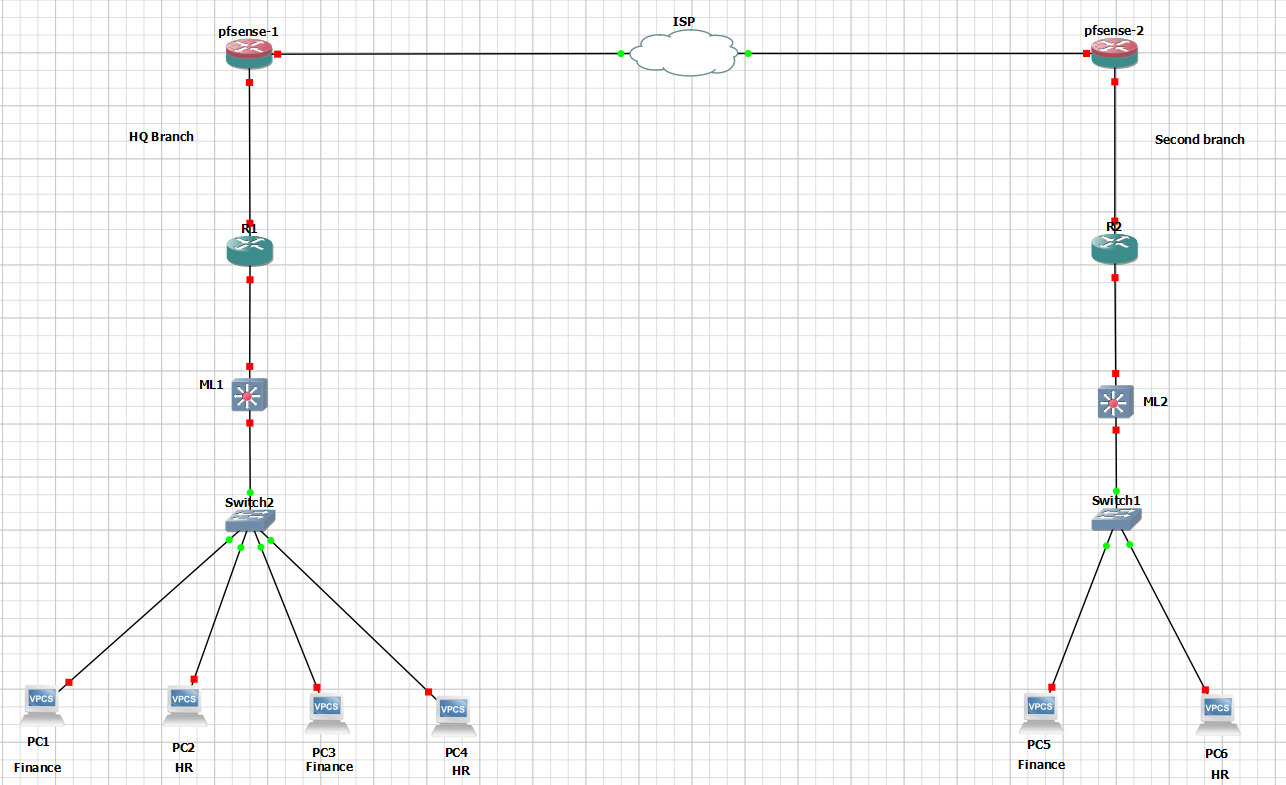 ISP
pfsense-1
pfsense-2
HQ Branch
Second branch
R1
R2
ML1
ML2
Switch2
Switch1
VPCS
VPCS
VPCS
VPCS
VPCS
VPCS
PC1
Finance
PC2
HR
PC3
Finance
PC4
HR
PC5
Finance
PC6
HR